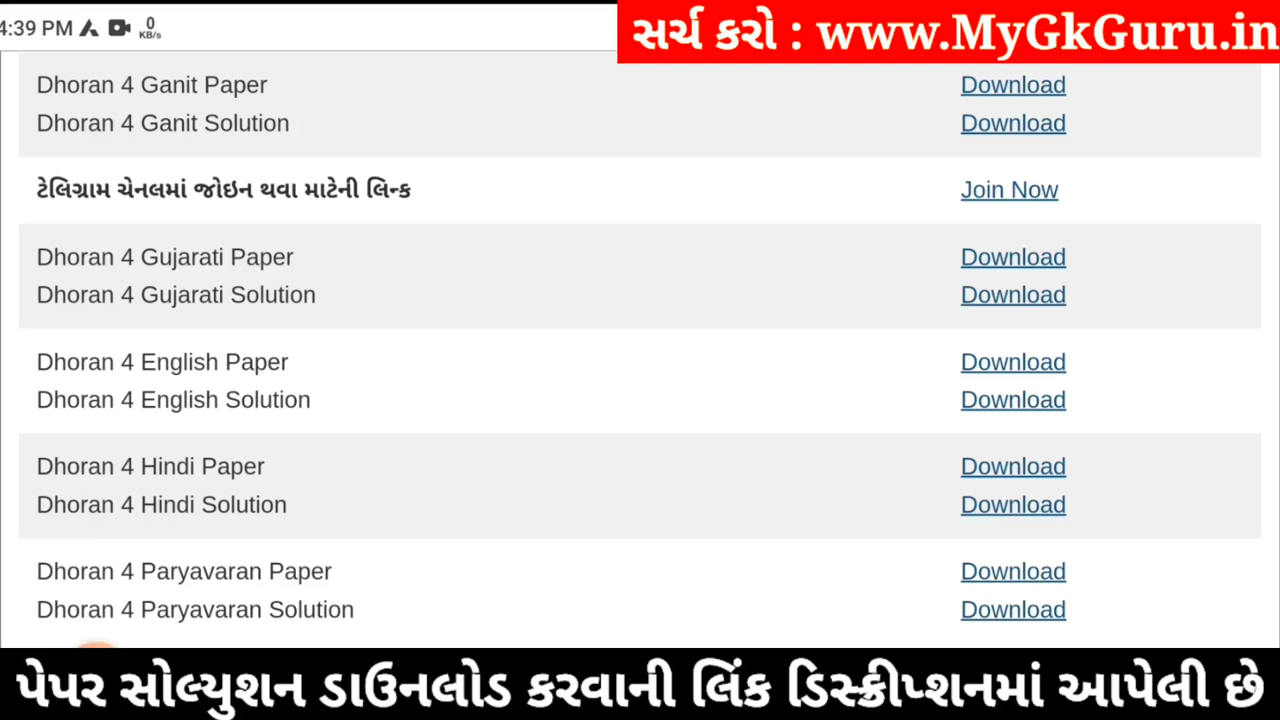 4:39 PM 0 KB/s
સર્ચ કરો : www.MyGkGuru.in
Dhoran 4 Ganit Paper Download
Dhoran 4 Ganit Solution Download
ટેલિગ્રામ ચેનલમાં જોઇન થવા માટેની લિન્ક Join Now
Dhoran 4 Gujarati Paper Download
Dhoran 4 Gujarati Solution Download
Dhoran 4 English Paper Download
Dhoran 4 English Solution Download
Dhoran 4 Hindi Paper Download
Dhoran 4 Hindi Solution Download
Dhoran 4 Paryavaran Paper Download
Dhoran 4 Paryavaran Solution Download
પેપર સોલ્યુશન ડાઉનલોડ કરવાની લિંક ડિસ્ક્રીપ્શનમાં આપેલી છે